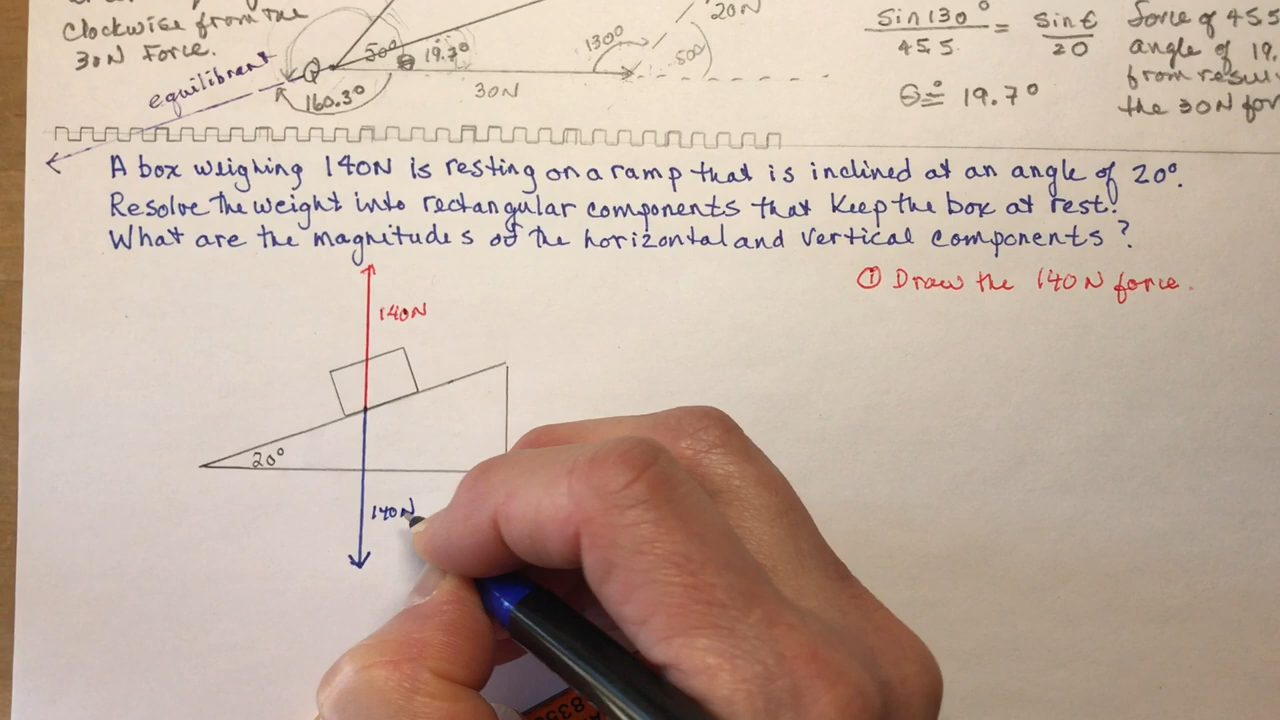 Clockwise from the
30N Force.
equilibrant
50°
19.7°
160.3°
30N
130°
50°
20N
Sin 130° = Sin
45.5 20
θ ≐ 19.7°
force of 45.5
angle of 19.
from
the 30N for
A box weighing 140N is resting on a ramp that is inclined at an angle of 20°.
Resolve the weight into rectangular components that keep the box at rest.
What are the magnitudes of the horizontal and vertical components?
① Draw the 140N force.
140N
20°
140N
835